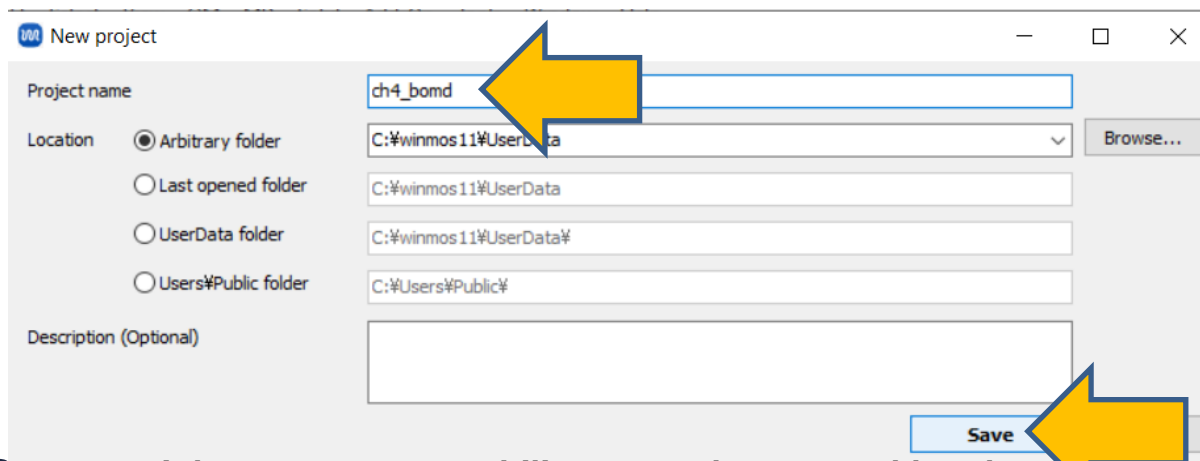 New project
Project name
ch4_bomd
Location
Arbitrary folder
C:¥winmos11¥UserData
Browse...
Last opened folder
C:¥winmos11¥UserData
UserData folder
C:¥winmos11¥UserData¥
Users¥Public folder
C:¥Users¥Public¥
Description (Optional)
Save